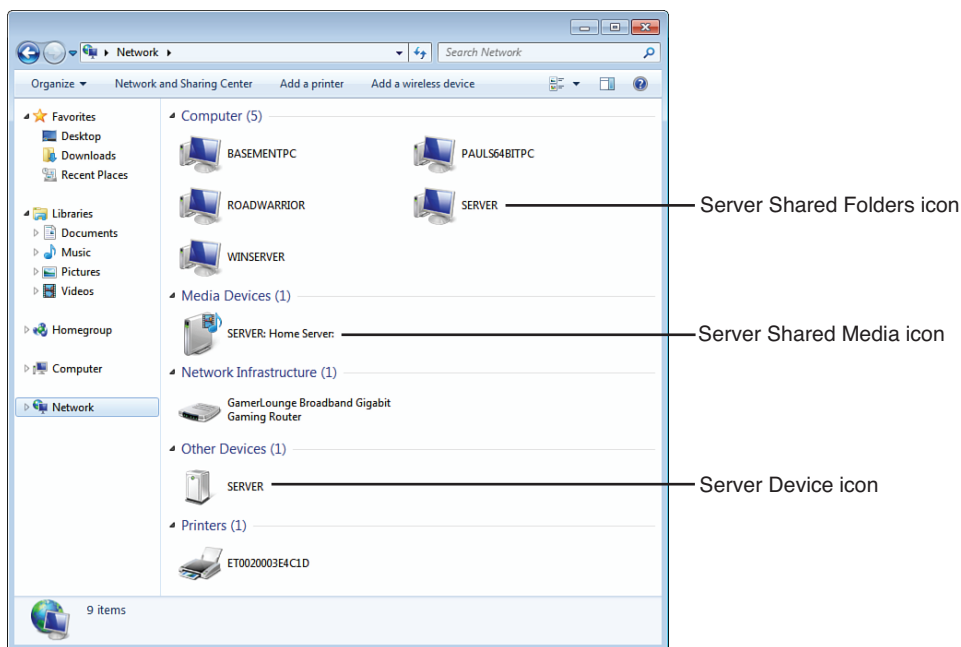 Network
Search Network
Organize Network and Sharing Center Add a printer Add a wireless device
Favorites
Desktop
Downloads
Recent Places
Libraries
Documents
Music
Pictures
Videos
Homegroup
Computer
Network
Computer (5)
BASEMENTPC
PAULS64BITPC
ROADWARRIOR
SERVER
WINSERVER
Media Devices (1)
SERVER: Home Server:
Network Infrastructure (1)
GamerLounge Broadband Gigabit
Gaming Router
Other Devices (1)
SERVER
Printers (1)
ET0020003E4C1D
9 items
Server Shared Folders icon
Server Shared Media icon
Server Device icon